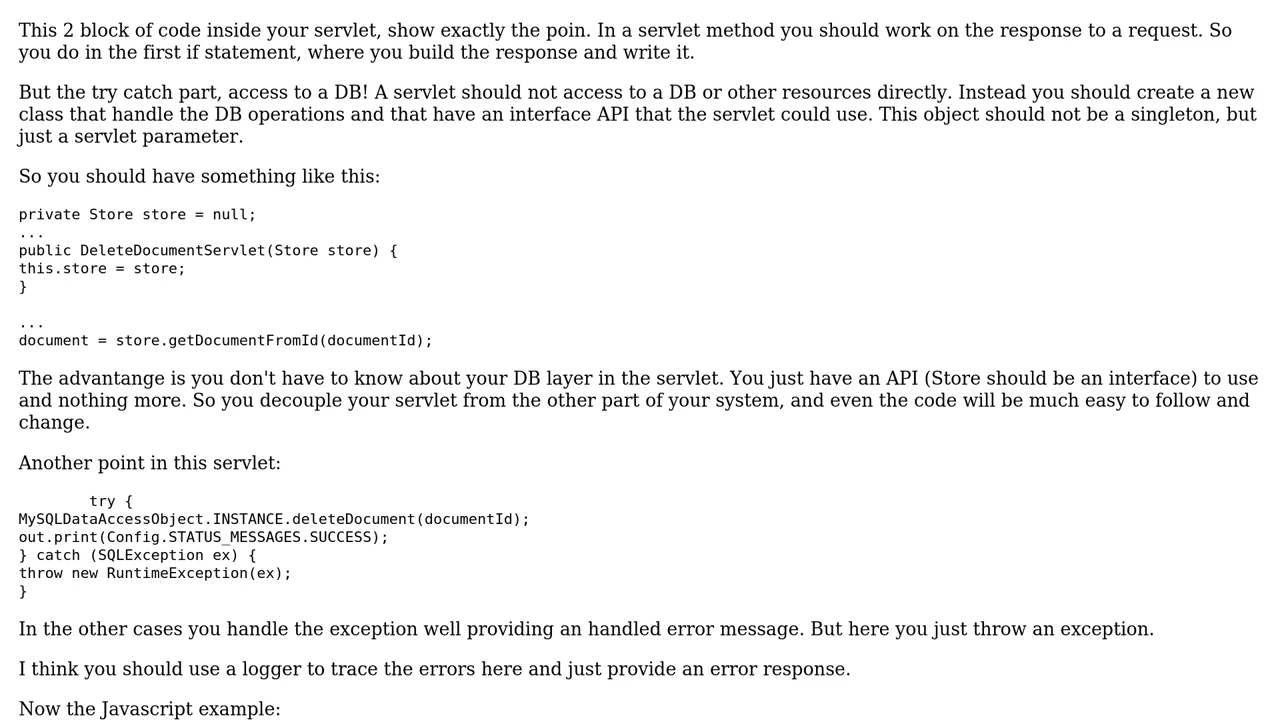 This 2 block of code inside your servlet, show exactly the poin. In a servlet method you should work on the response to a request. So
you do in the first if statement, where you build the response and write it.
But the try catch part, access to a DB! A servlet should not access to a DB or other resources directly. Instead you should create a new
class that handle the DB operations and that have an interface API that the servlet could use. This object should not be a singleton, but
just a servlet parameter.
So you should have something like this:
private Store store = null;
...
public DeleteDocumentServlet(Store store) {
this.store = store;
}
...
document = store.getDocumentFromId(documentId);
The advantange is you don't have to know about your DB layer in the servlet. You just have an API (Store should be an interface) to use
and nothing more. So you decouple your servlet from the other part of your system, and even the code will be much easy to follow and
change.
Another point in this servlet:
try {
MySQLDataAccessObject.INSTANCE.deleteDocument(documentId);
out.print(Config.STATUS_MESSAGES.SUCCESS);
} catch (SQLException ex) {
throw new RuntimeException(ex);
}
In the other cases you handle the exception well providing an handled error message. But here you just throw an exception.
I think you should use a logger to trace the errors here and just provide an error response.
Now the Javascript example: